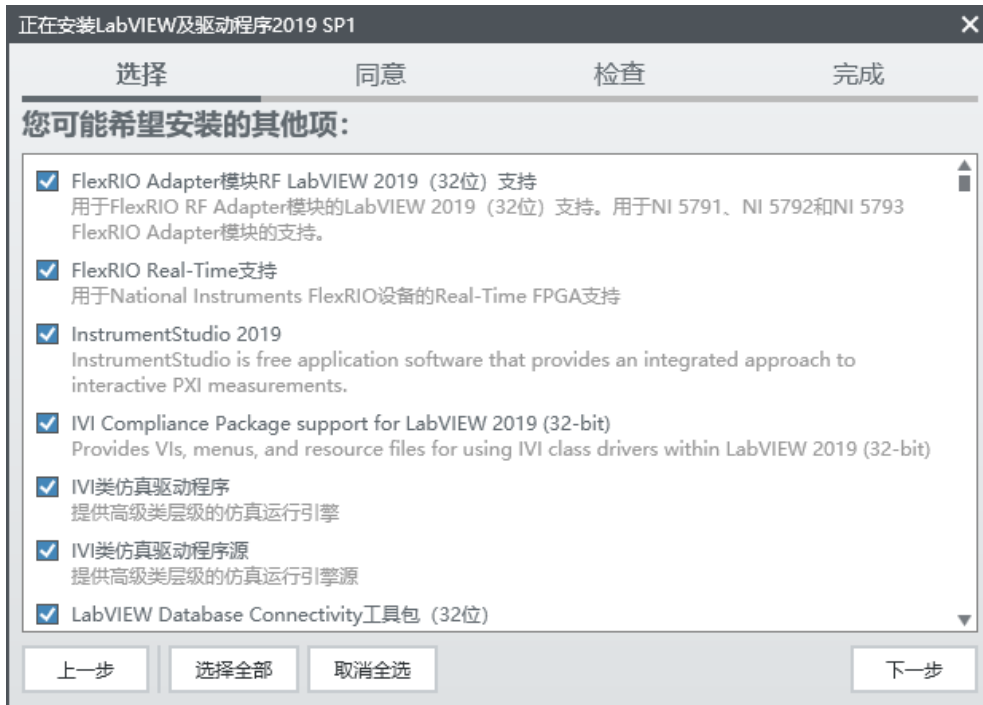 正在安装LabVIEW及驱动程序2019 SP1
选择 同意 检查 完成
您可能希望安装的其他项：
FlexRIO Adapter模块RF LabVIEW 2019（32位）支持
用于FlexRIO RF Adapter模块的LabVIEW 2019（32位）支持。用于NI 5791、NI 5792和NI 5793
FlexRIO Adapter模块的支持。
FlexRIO Real-Time支持
用于National Instruments FlexRIO设备的Real-Time FPGA支持
InstrumentStudio 2019
InstrumentStudio is free application software that provides an integrated approach to
interactive PXI measurements.
IVI Compliance Package support for LabVIEW 2019 (32-bit)
Provides VIs, menus, and resource files for using IVI class drivers within LabVIEW 2019 (32-bit)
IVI类仿真驱动程序
提供高级类层级的仿真运行引擎
IVI类仿真驱动程序源
提供高级类层级的仿真运行引擎源
LabVIEW Database Connectivity工具包（32位）
上一步 选择全部 取消全选 下一步